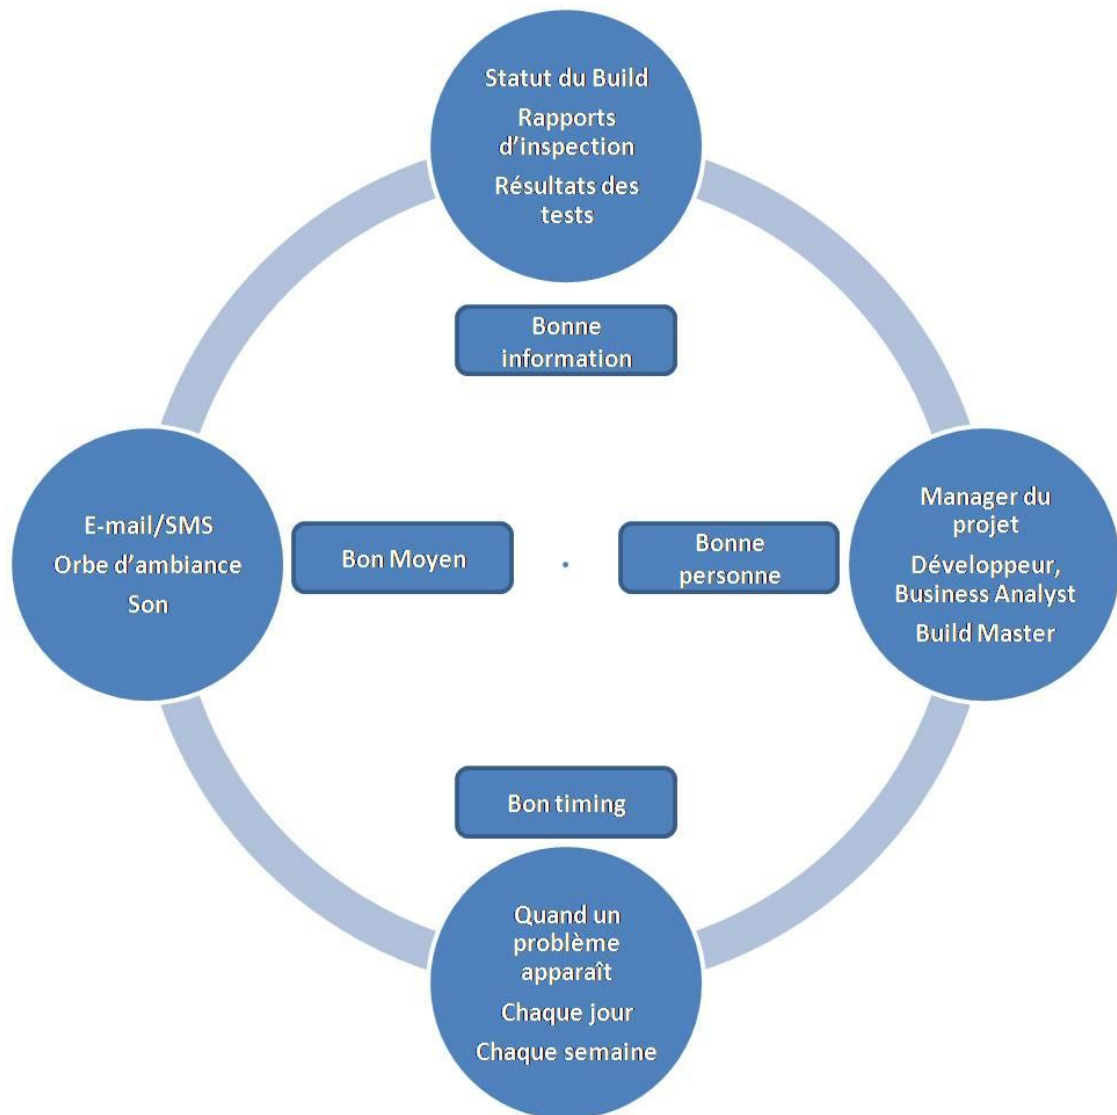 Statut du Build
Rapports
d’inspection
Résultats des
tests
Bonne
information
E-mail/SMS
Orbe d’ambiance
Son
Bon Moyen
Bonne
personne
Manager du
projet
Développeur,
Business Analyst
Build Master
Bon timing
Quand un
problème
apparaît
Chaque jour
Chaque semaine